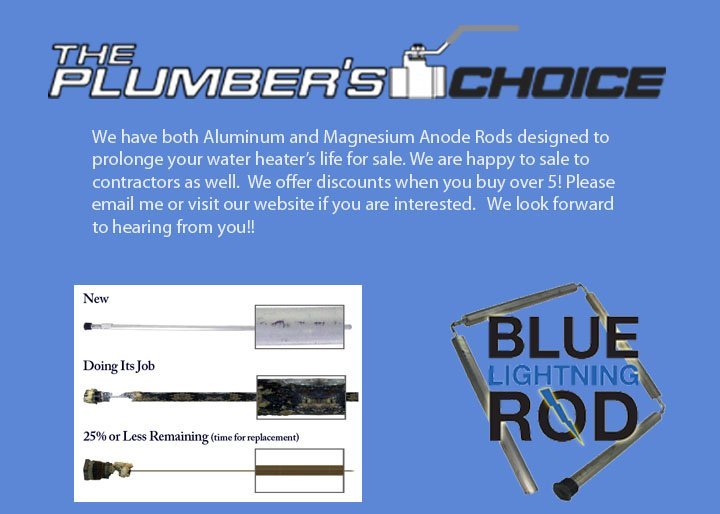 THE
PLUMBER'S CHOICE
We have both Aluminum and Magnesium Anode Rods designed to
prolonge your water heater's life for sale. We are happy to sale to
contractors as well.  We offer discounts when you buy over 5! Please
email me or visit our website if you are interested.   We look forward
to hearing from you!!
New
Doing Its Job
25% or Less Remaining (time for replacement)
BLUE
LIGHTNING
ROD